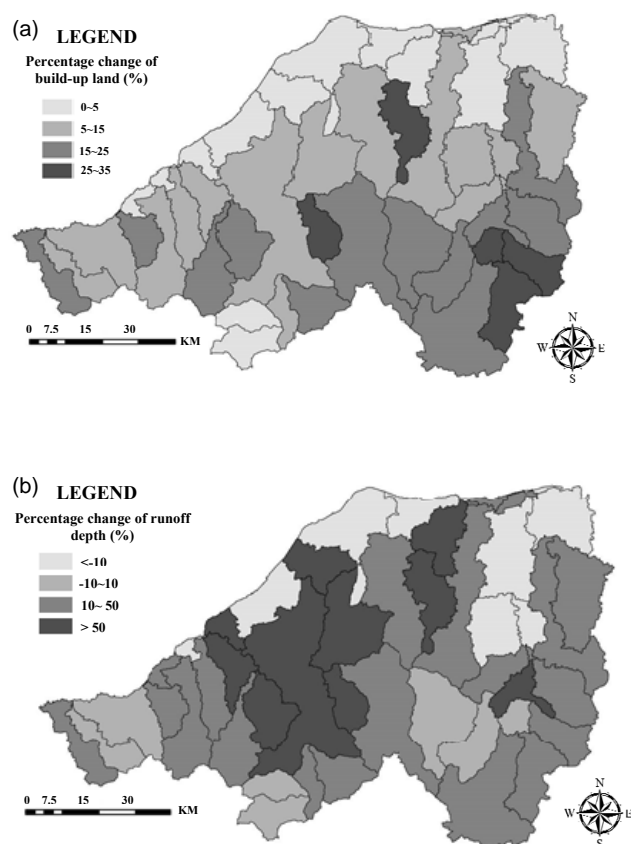 (a) LEGEND
Percentage change of
build-up land (%)
0~5
5~15
15~25
25~35
0 7.5 15 30
KM
N
W E
S
(b) LEGEND
Percentage change of runoff
depth (%)
<-10
-10~10
10~ 50
> 50
0 7.5 15 30
KM
N
W E
S